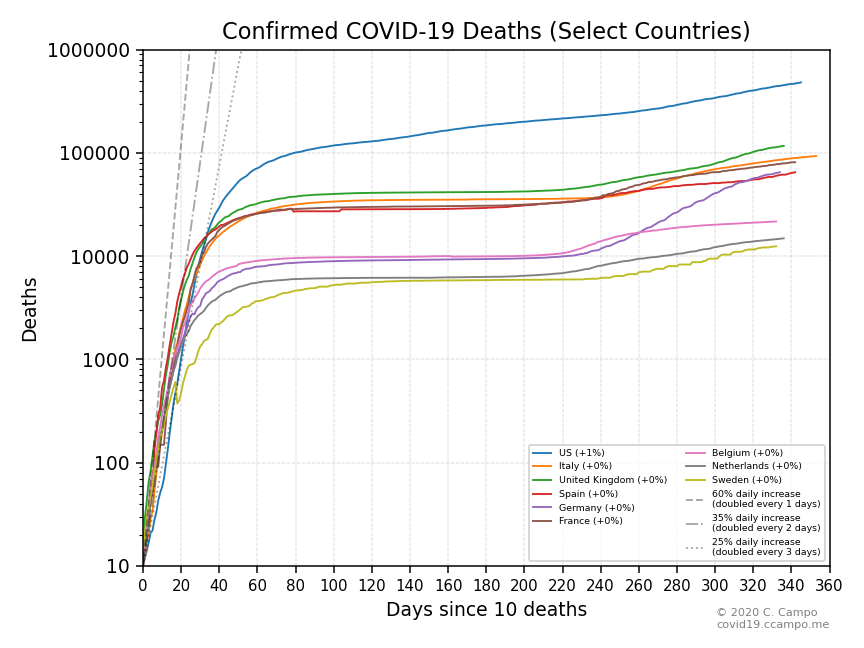 Confirmed COVID-19 Deaths (Select Countries)
1000000
100000
10000
1000
100
10
Deaths
0 20 40 60 80 100 120 140 160 180 200 220 240 260 280 300 320 340 360
Days since 10 deaths
US (+1%)
Italy (+0%)
United Kingdom (+0%)
Spain (+0%)
Germany (+0%)
France (+0%)
Belgium (+0%)
Netherlands (+0%)
Sweden (+0%)
60% daily increase
(doubled every 1 days)
35% daily increase
(doubled every 2 days)
25% daily increase
(doubled every 3 days)
© 2020 C. Campo
covid19.ccampo.me